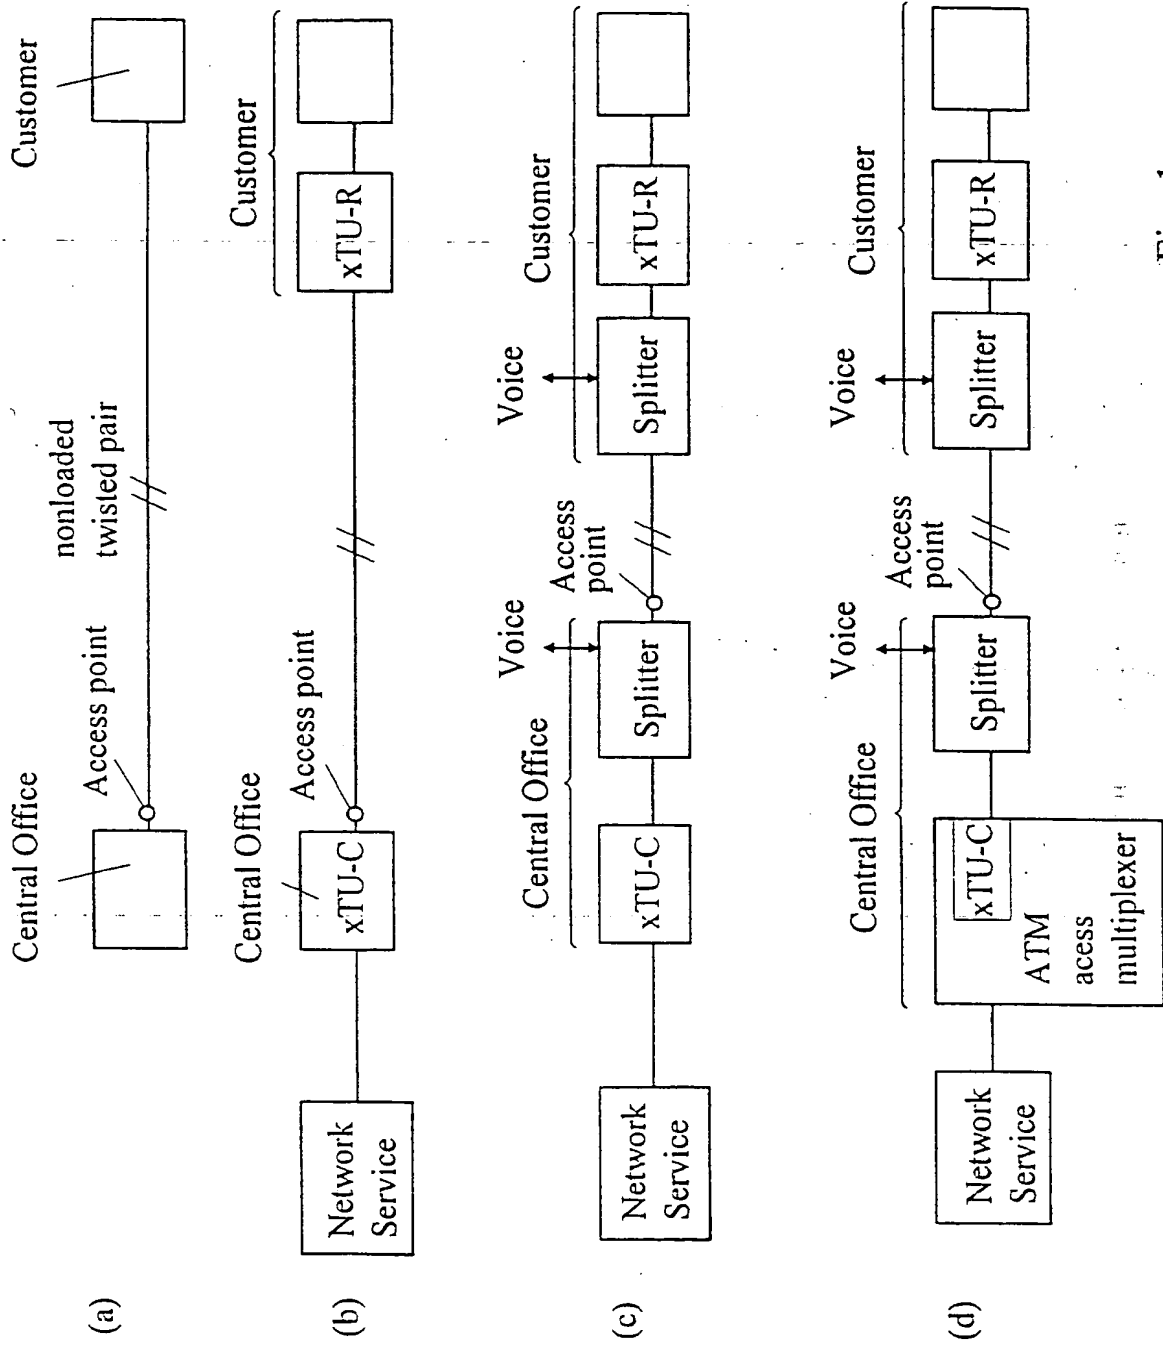 (a)
Central Office
Access point
nonloaded
twisted pair
Customer
(b)
Network
Service
Central Office
xTU-C
Access point
xTU-R
Customer
(c)
Network
Service
Central Office
xTU-C
Splitter
Voice
Access
point
Voice
Splitter
xTU-R
Customer
(d)
Network
Service
Central Office
ATM
acess
multiplexer
xTU-C
Splitter
Voice
Access
point
Voice
Splitter
xTU-R
Customer